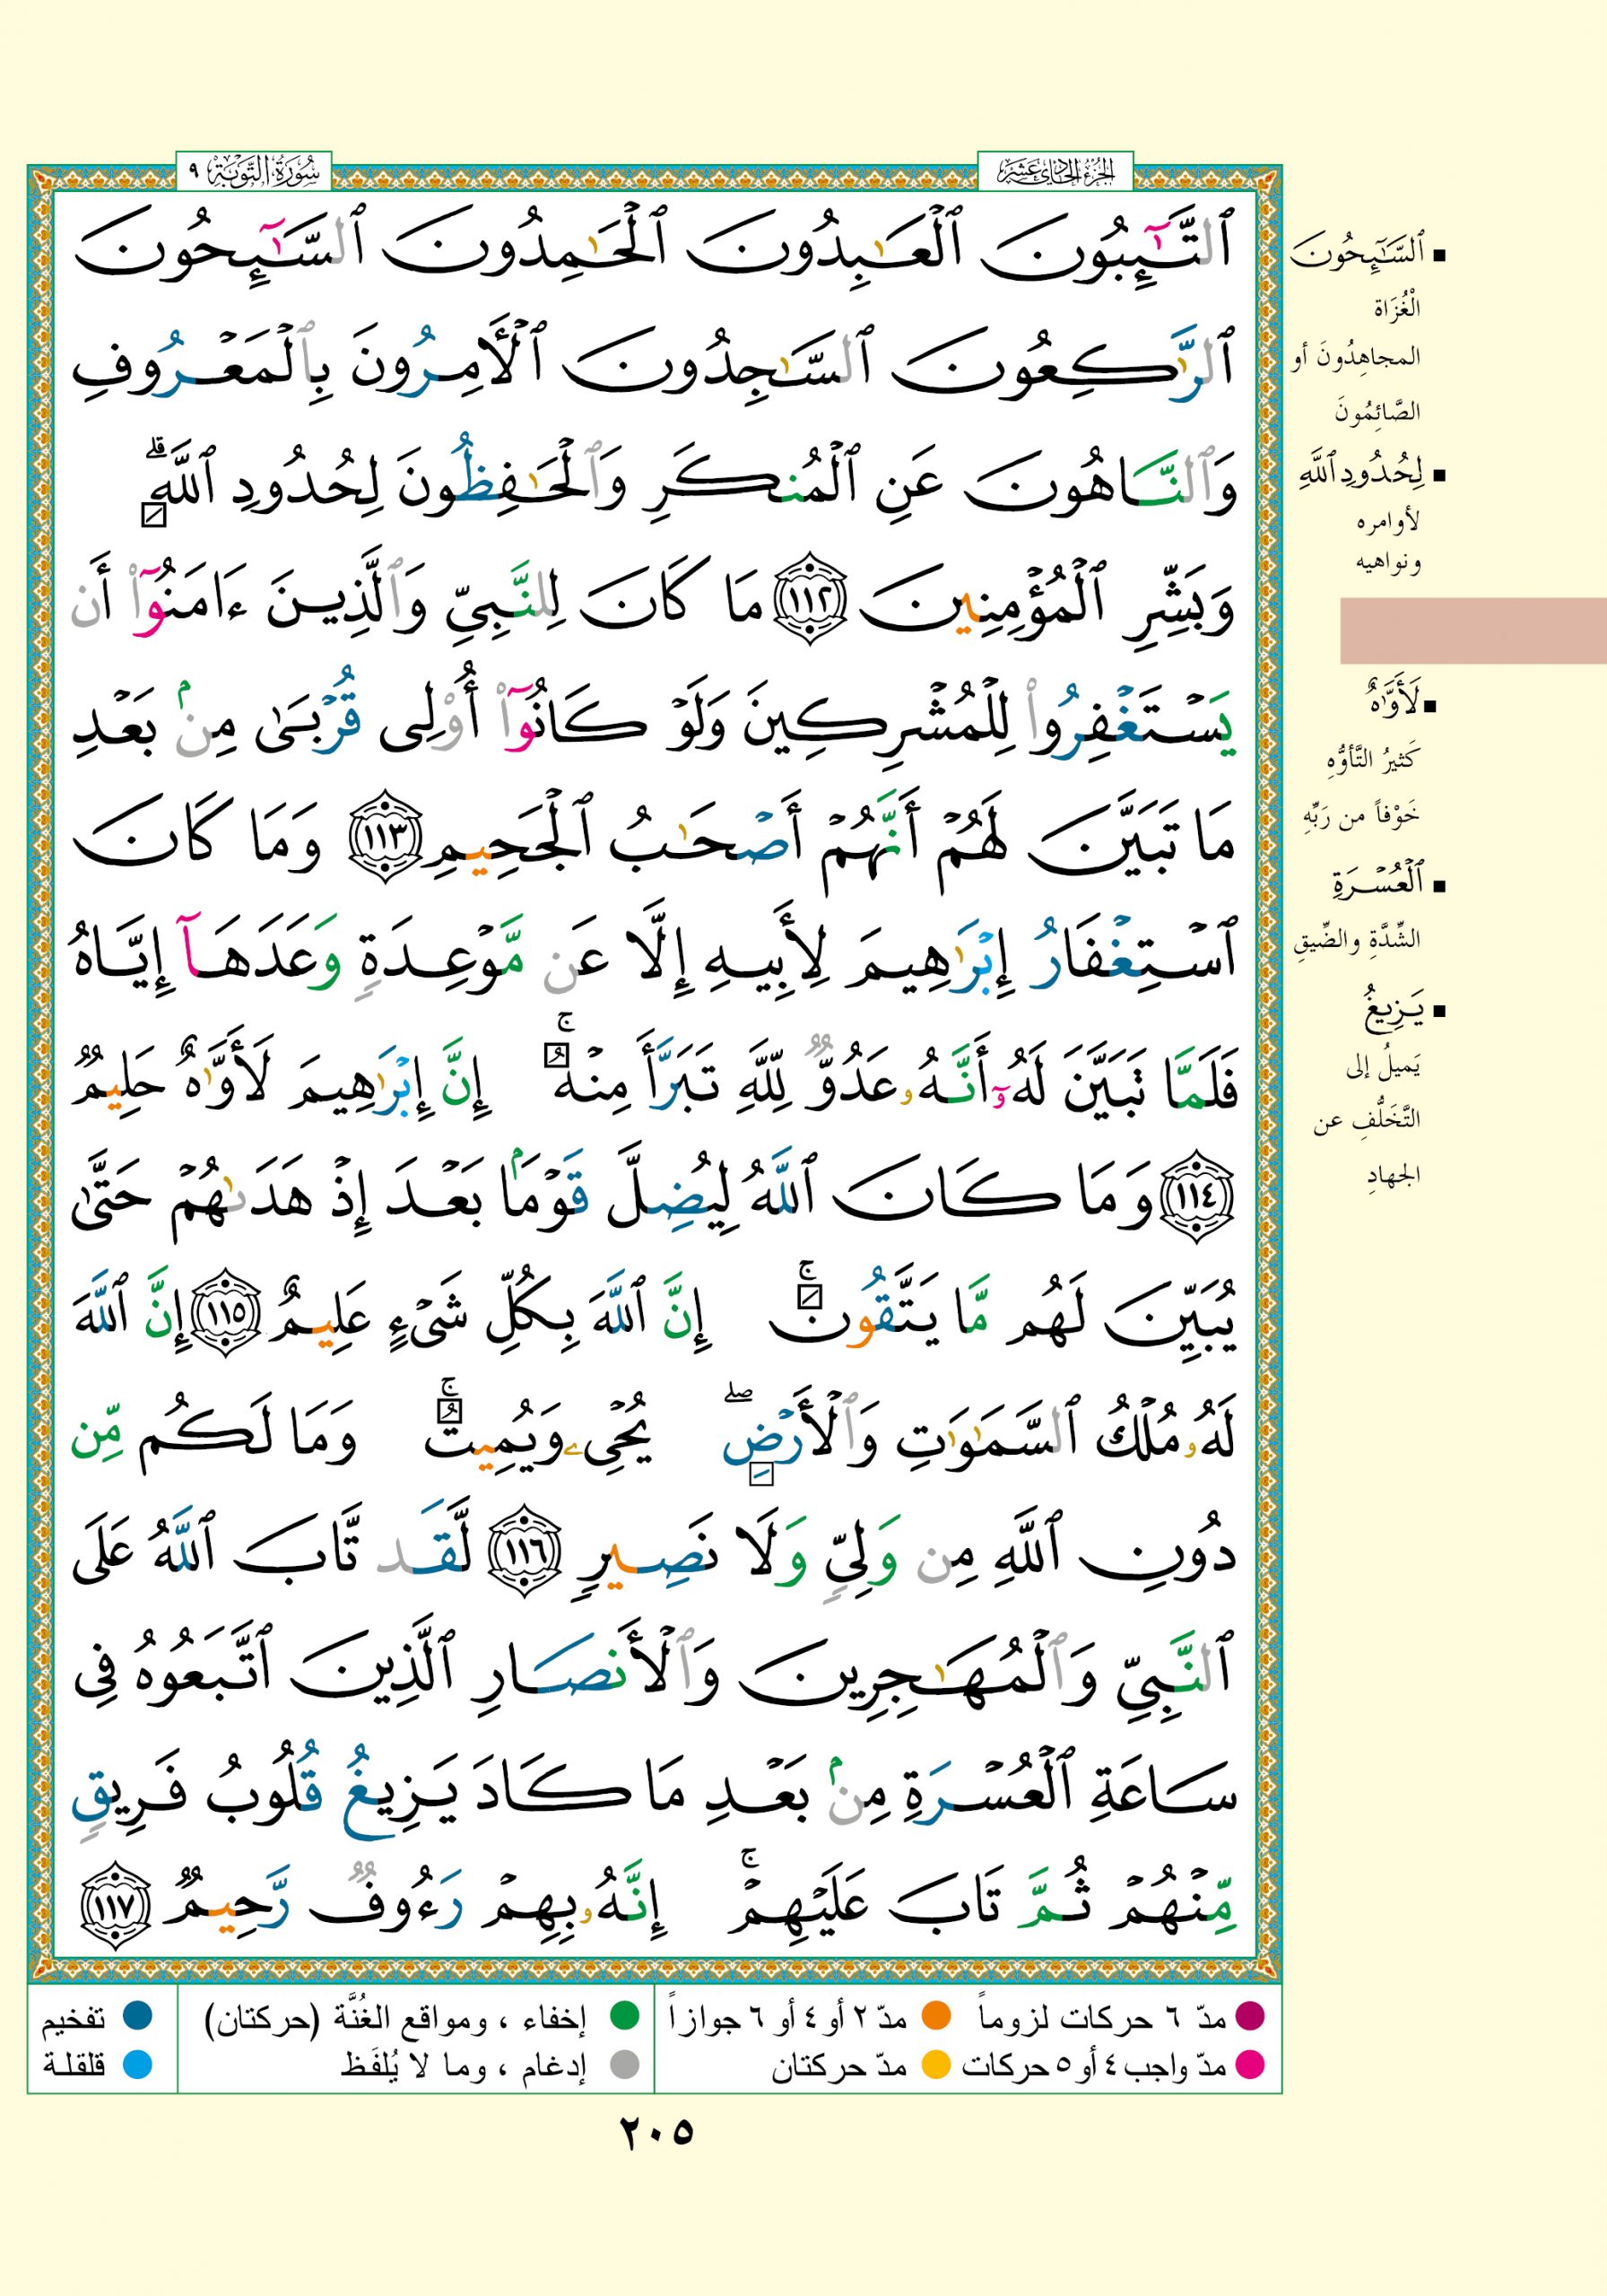 الجُزءُ الحَادِي عَشَر
سُورَةُ التَّوبَة ٩
ٱلتَّـٰٓئِبُونَ ٱلْعَـٰبِدُونَ ٱلْحَـٰمِدُونَ ٱلسَّـٰٓئِحُونَ
ٱلرَّٰكِعُونَ ٱلسَّـٰجِدُونَ ٱلْأَمِرُونَ بِٱلْمَعْرُوفِ
وَٱلنَّاهُونَ عَنِ ٱلْمُنكَرِ وَٱلْحَـٰفِظُونَ لِحُدُودِ ٱللَّهِ ۗ
وَبَشِّرِ ٱلْمُؤْمِنِينَ ١١٢ مَا كَانَ لِلنَّبِىِّ وَٱلَّذِينَ ءَامَنُوٓا۟ أَن
يَسْتَغْفِرُوا۟ لِلْمُشْرِكِينَ وَلَوْ كَانُوٓا۟ أُو۟لِى قُرْبَىٰ مِنۢ بَعْدِ
مَا تَبَيَّنَ لَهُمْ أَنَّهُمْ أَصْحَـٰبُ ٱلْجَحِيمِ ١١٣ وَمَا كَانَ
ٱسْتِغْفَارُ إِبْرَٰهِيمَ لِأَبِيهِ إِلَّا عَن مَّوْعِدَةٍ وَعَدَهَآ إِيَّاهُ
فَلَمَّا تَبَيَّنَ لَهُۥٓ أَنَّهُۥ عَدُوٌّ لِّلَّهِ تَبَرَّأَ مِنْهُ ۚ إِنَّ إِبْرَٰهِيمَ لَأَوَّٰهٌ حَلِيمٌ
١١٤ وَمَا كَانَ ٱللَّهُ لِيُضِلَّ قَوْمًۢا بَعْدَ إِذْ هَدَىٰهُمْ حَتَّىٰ
يُبَيِّنَ لَهُم مَّا يَتَّقُونَ ۚ إِنَّ ٱللَّهَ بِكُلِّ شَىْءٍ عَلِيمٌ ١١٥ إِنَّ ٱللَّهَ
لَهُۥ مُلْكُ ٱلسَّمَـٰوَٰتِ وَٱلْأَرْضِ ۖ يُحْىِۦ وَيُمِيتُ ۚ وَمَا لَكُم مِّن
دُونِ ٱللَّهِ مِن وَلِىٍّ وَلَا نَصِيرٍ ١١٦ لَّقَد تَّابَ ٱللَّهُ عَلَى
ٱلنَّبِىِّ وَٱلْمُهَـٰجِرِينَ وَٱلْأَنصَارِ ٱلَّذِينَ ٱتَّبَعُوهُ فِى
سَاعَةِ ٱلْعُسْرَةِ مِنۢ بَعْدِ مَا كَادَ يَزِيغُ قُلُوبُ فَرِيقٍ
مِّنْهُمْ ثُمَّ تَابَ عَلَيْهِمْ ۚ إِنَّهُۥ بِهِمْ رَءُوفٌ رَّحِيمٌ ١١٧
▪ ٱلسَّـٰٓئِحُونَ
الْغُزَاة
المجاهِدُونَ أو
الصَّائِمُونَ
▪ لِحُدُودِ ٱللَّهِ
لأوامره
ونواهيه
▪ لَأَوَّٰهٌ
كَثيرُ التَّأوُّهِ
خَوْفاً من رَبِّهِ
▪ ٱلْعُسْرَةِ
الشِّدَّةِ والضِّيقِ
▪ يَزِيغُ
يَميلُ إلى
التَّخَلُّفِ عن
الجهادِ
مدّ ٦ حركات لزوماً مدّ ٢ أو ٤ أو ٦ جوازاً إخفاء ، ومواقع الغُنَّة (حركتان) تفخيم
مدّ واجب ٤ أو ٥ حركات مدّ حركتان إدغام ، وما لا يُلفَظ قلقلة
٢٠٥